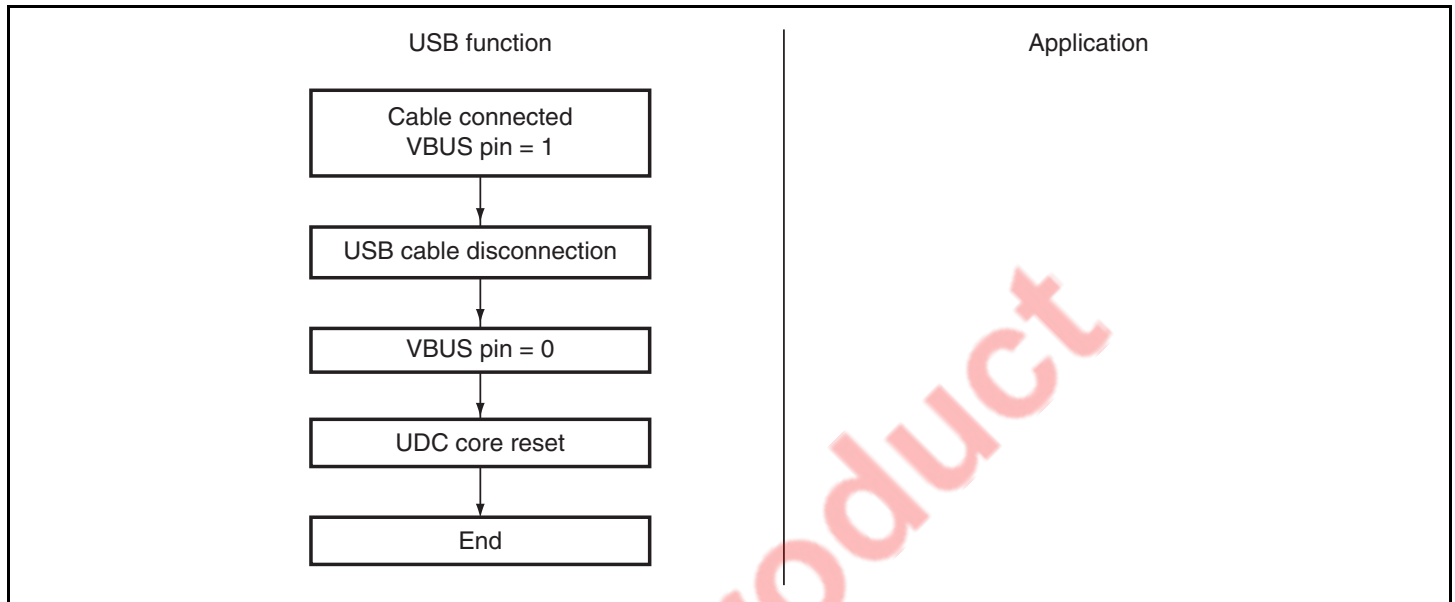 USB function
Application
Cable connected
VBUS pin = 1
USB cable disconnection
VBUS pin = 0
UDC core reset
End